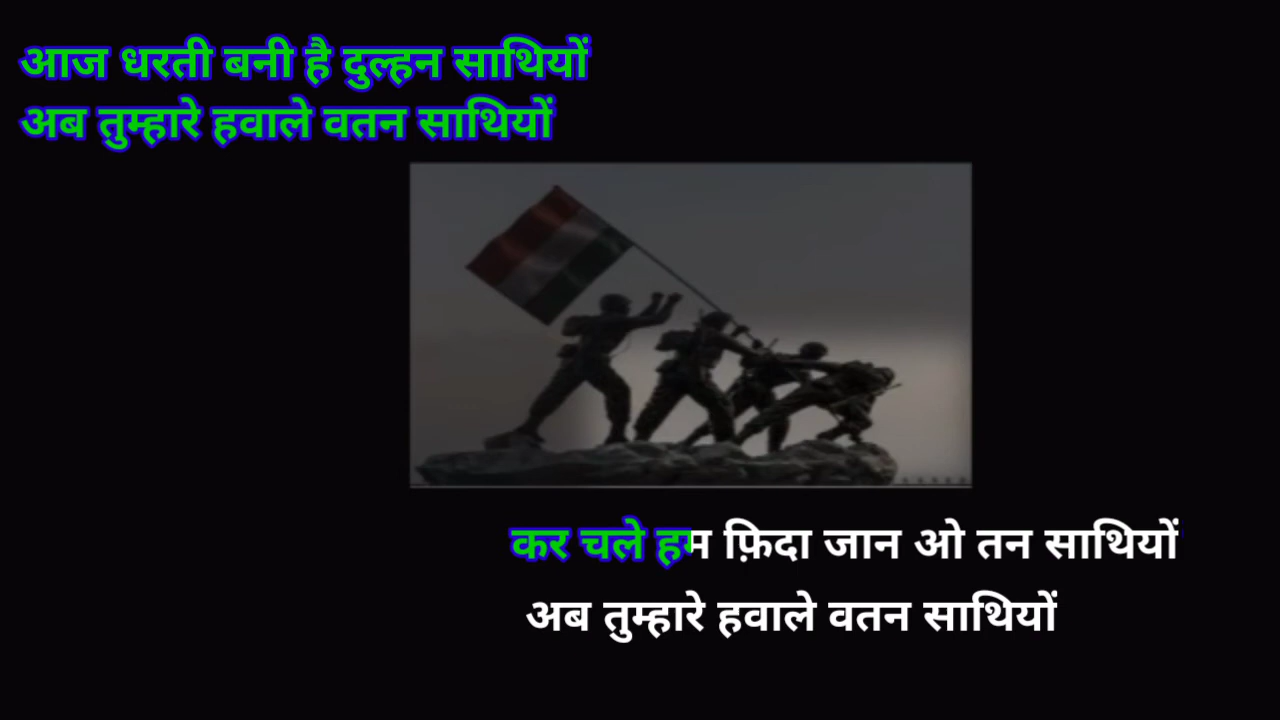 आज धरती बनी है दुल्हन साथियों
अब तुम्हारे हवाले वतन साथियों
कर चले हम फ़िदा जान ओ तन साथियों
अब तुम्हारे हवाले वतन साथियों